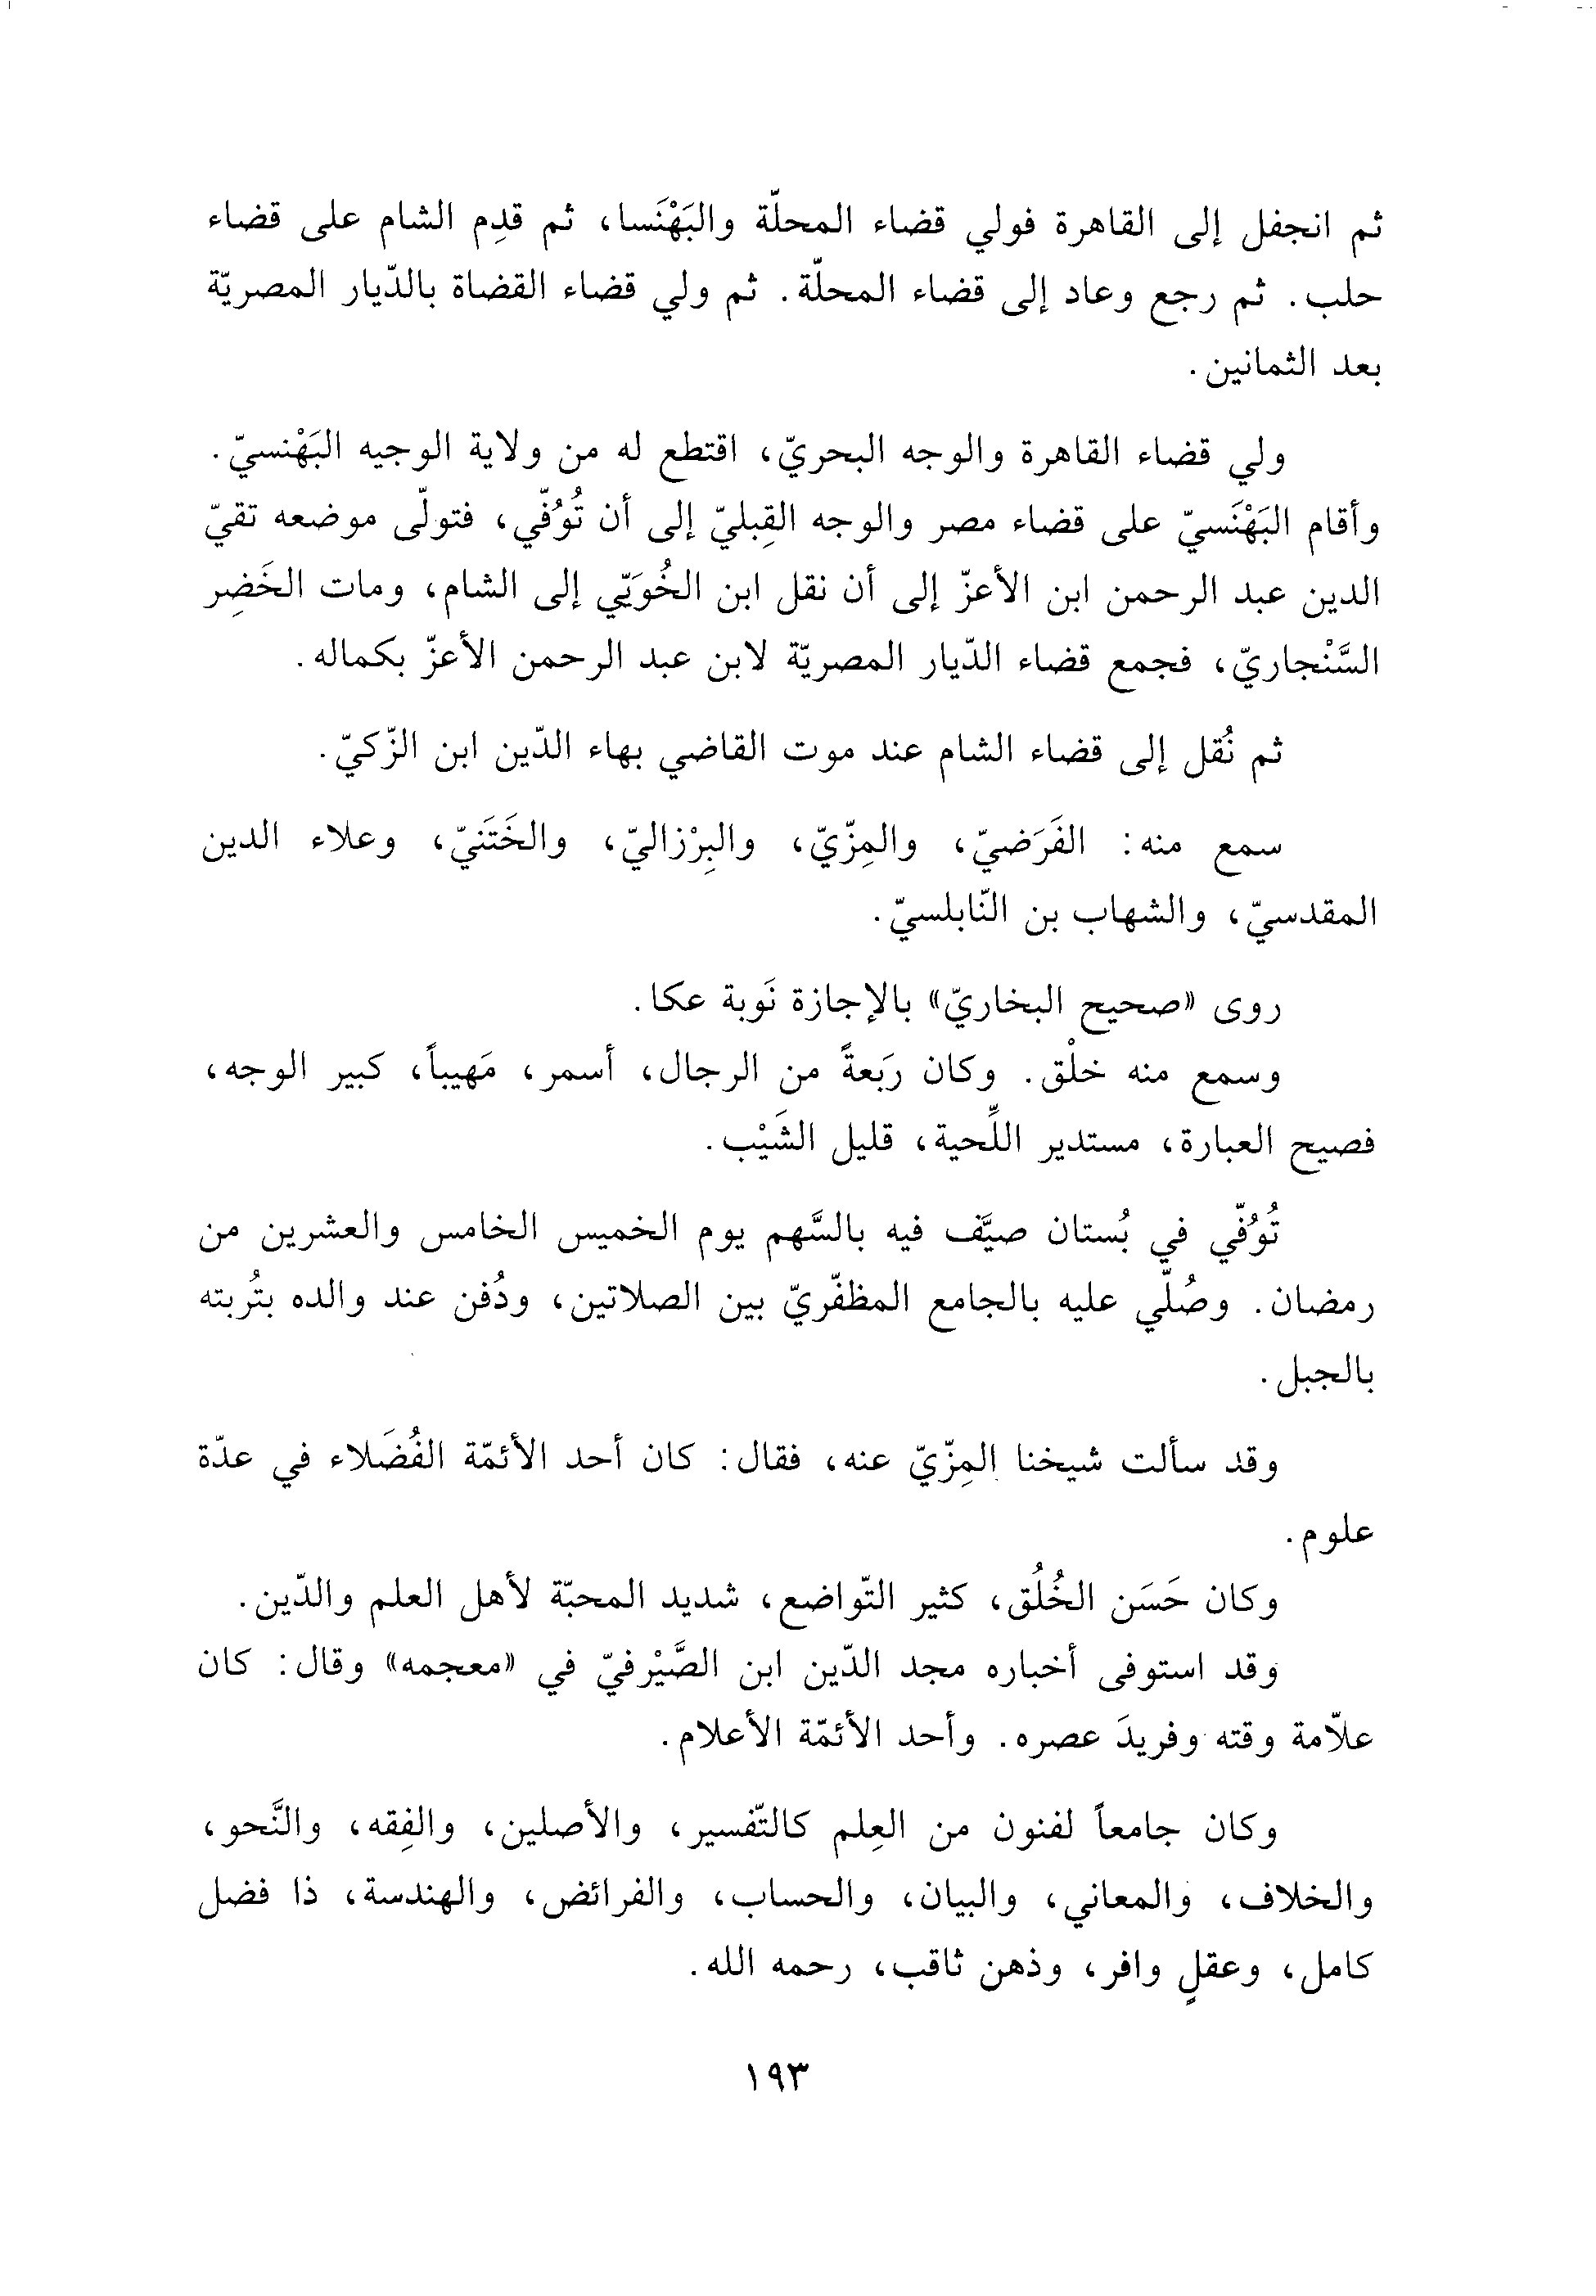 ثم انجفل إلى القاهرة فولي قضاء المحلّة والبَهْنَسا، ثم قدِم الشام على قضاء
حلب. ثم رجع وعاد إلى قضاء المحلّة. ثم ولي قضاء القضاة بالدّيار المصريّة
بعد الثمانين.
ولي قضاء القاهرة والوجه البحريّ، اقتطع له من ولاية الوجيه البَهْنسيّ.
وأقام البَهْنَسيّ على قضاء مصر والوجه القِبليّ إلى أن تُوُفّي، فتولّى موضعه تقيّ
الدين عبد الرحمن ابن الأعزّ إلى أن نقل ابن الخُوَيّي إلى الشام، ومات الخَضِر
السَّنْجاريّ، فجمع قضاء الدّيار المصريّة لابن عبد الرحمن الأعزّ بكماله.
ثم نُقل إلى قضاء الشام عند موت القاضي بهاء الدّين ابن الزّكيّ.
سمع منه: الفَرَضيّ، والمِزّيّ، والبِرْزاليّ، والخَتَنيّ، وعلاء الدين
المقدسيّ، والشهاب بن النّابلسيّ.
روى «صحيح البخاريّ» بالإجازة نَوبة عكا.
وسمع منه خلْق. وكان رَبَعةً من الرجال، أسمر، مَهيباً، كبير الوجه،
فصيح العبارة، مستدير اللِّحية، قليل الشَيْب.
تُوُفّي في بُستان صيَّف فيه بالسَّهم يوم الخميس الخامس والعشرين من
رمضان. وصُلّي عليه بالجامع المظفّريّ بين الصلاتين، ودُفن عند والده بتُربته
بالجبل.
وقد سألت شيخنا المِزّيّ عنه، فقال: كان أحد الأئمّة الفُضَلاء في عدّة
علوم.
وكان حَسَن الخُلُق، كثير التّواضع، شديد المحبّة لأهل العلم والدّين.
وقد استوفى أخباره مجد الدّين ابن الصَّيْرفيّ في «معجمه» وقال: كان
علاّمة وقته وفريدَ عصره. وأحد الأئمّة الأعلام.
وكان جامعاً لفنون من العِلم كالتّفسير، والأصلين، والفِقه، والنَّحو،
والخلاف، والمعاني، والبيان، والحساب، والفرائض، والهندسة، ذا فضل
كامل، وعقلٍ وافر، وذهن ثاقب، رحمه الله.
١٩٣